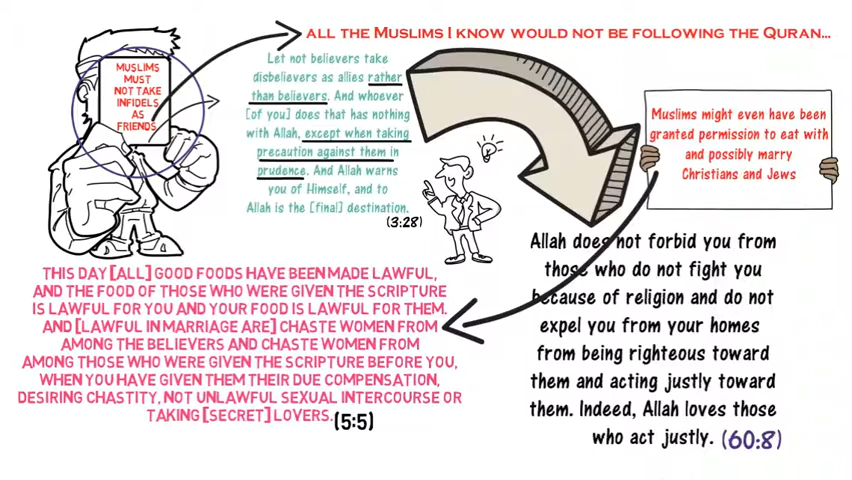 ALL THE MUSLIMS I KNOW WOULD NOT BE FOLLOWING THE QURAN...
MUSLIMS
MUST
NOT TAKE
INFIDELS
AS
FRIENDS
Let not believers take
disbelievers as allies rather
than believers. And whoever
[of you] does that has nothing
with Allah, except when taking
precaution against them in
prudence. And Allah warns
you of Himself, and to
Allah is the [final] destination.
(3:28)
Muslims might even have been
granted permission to eat with
and possibly marry
Christians and Jews
THIS DAY [ALL] GOOD FOODS HAVE BEEN MADE LAWFUL,
AND THE FOOD OF THOSE WHO WERE GIVEN THE SCRIPTURE
IS LAWFUL FOR YOU AND YOUR FOOD IS LAWFUL FOR THEM.
AND [LAWFUL IN MARRIAGE ARE] CHASTE WOMEN FROM
AMONG THE BELIEVERS AND CHASTE WOMEN FROM
AMONG THOSE WHO WERE GIVEN THE SCRIPTURE BEFORE YOU,
WHEN YOU HAVE GIVEN THEM THEIR DUE COMPENSATION,
DESIRING CHASTITY, NOT UNLAWFUL SEXUAL INTERCOURSE OR
TAKING [SECRET] LOVERS. (5:5)
Allah does not forbid you from
those who do not fight you
because of religion and do not
expel you from your homes
from being righteous toward
them and acting justly toward
them. Indeed, Allah loves those
who act justly. (60:8)